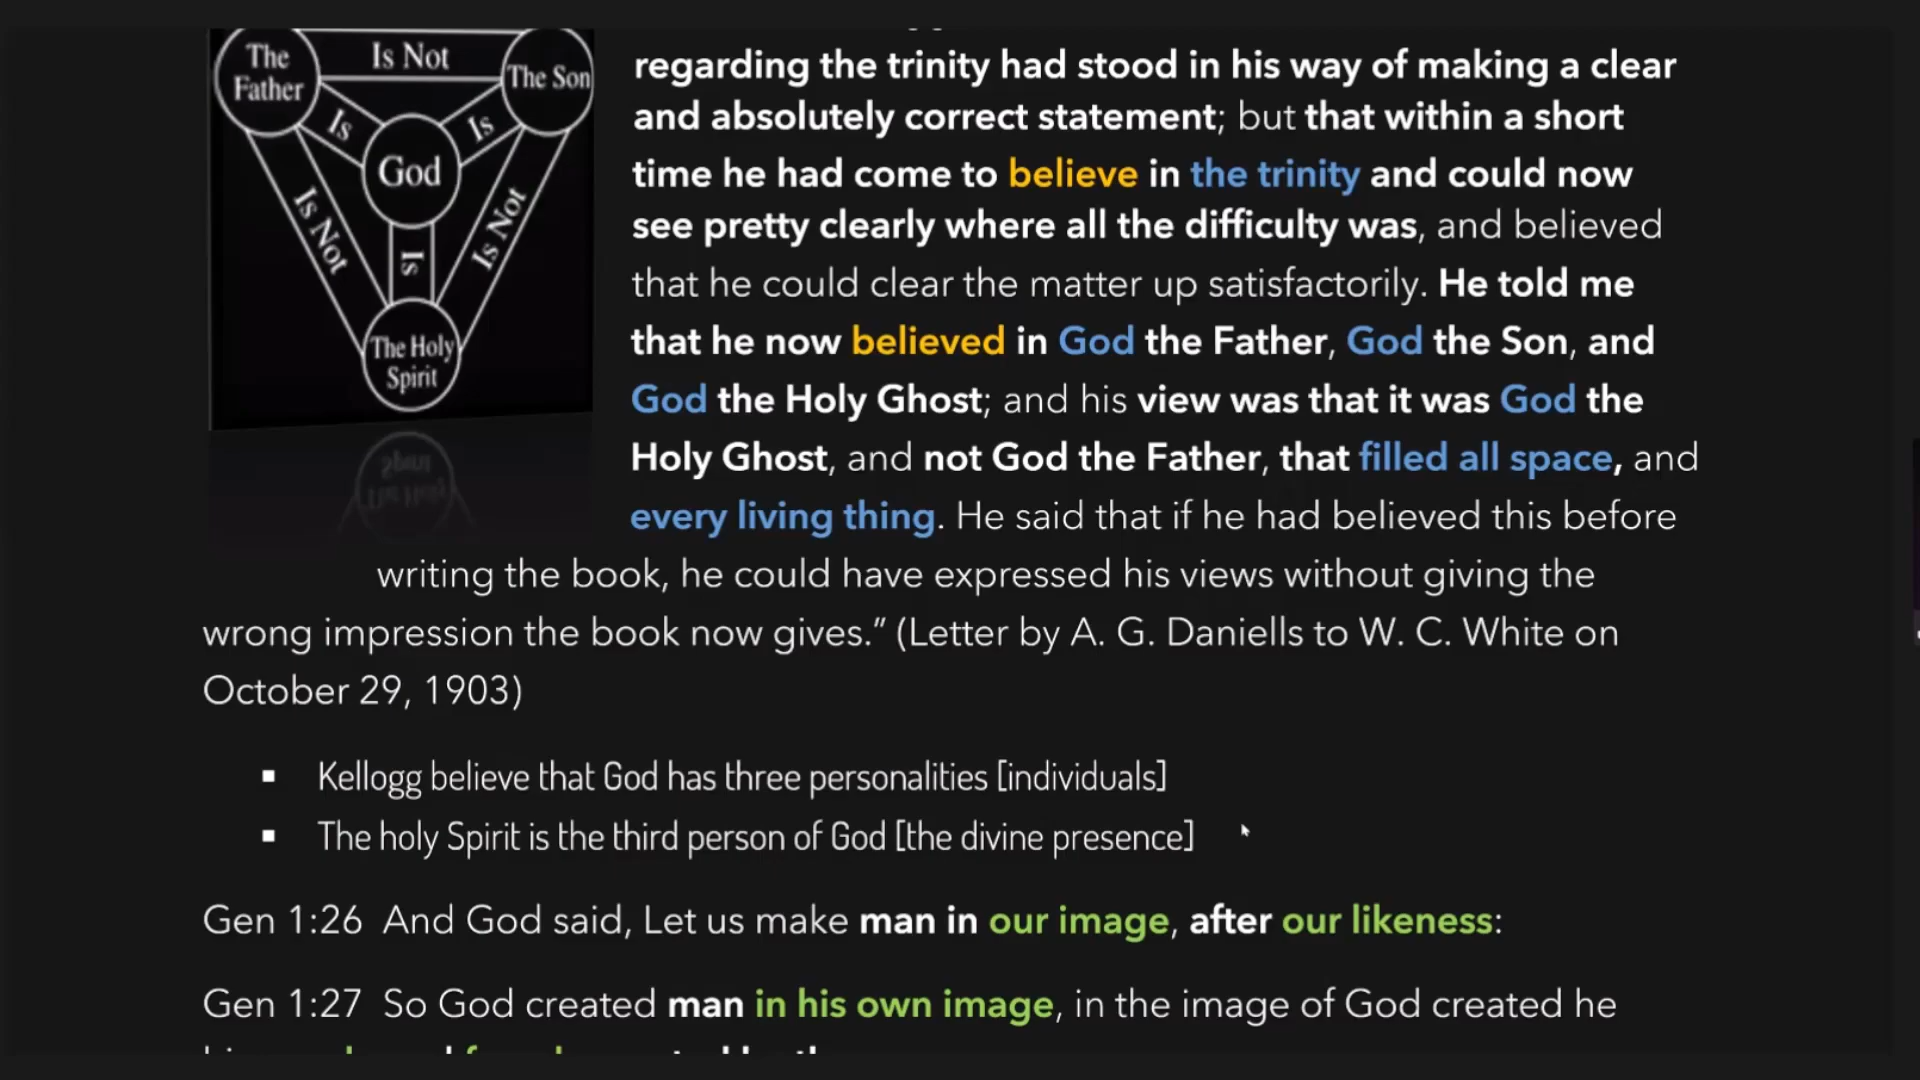 The
Father
Is Not
The Son
Is
Is
God
Is Not
Is Not
Is
The Holy
Spirit
regarding the trinity had stood in his way of making a clear
and absolutely correct statement; but that within a short
time he had come to believe in the trinity and could now
see pretty clearly where all the difficulty was, and believed
that he could clear the matter up satisfactorily. He told me
that he now believed in God the Father, God the Son, and
God the Holy Ghost; and his view was that it was God the
Holy Ghost, and not God the Father, that filled all space, and
every living thing. He said that if he had believed this before
writing the book, he could have expressed his views without giving the
wrong impression the book now gives.” (Letter by A. G. Daniells to W. C. White on
October 29, 1903)
▪ Kellogg believe that God has three personalities [individuals]
▪ The holy Spirit is the third person of God [the divine presence]
Gen 1:26 And God said, Let us make man in our image, after our likeness:
Gen 1:27 So God created man in his own image, in the image of God created he